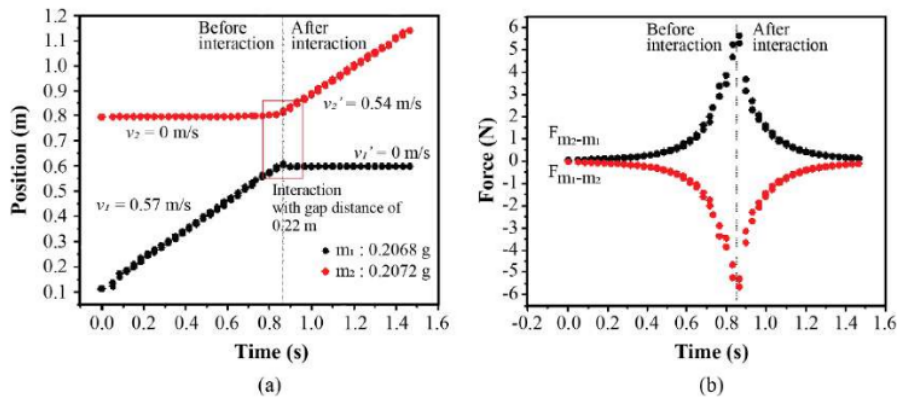 Before
interaction
After
interaction
v₂' = 0.54 m/s
v₂ = 0 m/s
v₁' = 0 m/s
v₁ = 0.57 m/s
Interaction
with gap distance of
0.22 m
m₁ : 0.2068 g
m₂ : 0.2072 g
Position (m)
1.2
1.1
1.0
0.9
0.8
0.7
0.6
0.5
0.4
0.3
0.2
0.1
0.0 0.2 0.4 0.6 0.8 1.0 1.2 1.4 1.6
Time (s)
(a)
Before
interaction
After
interaction
F m₂-m₁
F m₁-m₂
Force (N)
6
5
4
3
2
1
0
-1
-2
-3
-4
-5
-6
-0.2 0.0 0.2 0.4 0.6 0.8 1.0 1.2 1.4 1.6
Time (s)
(b)